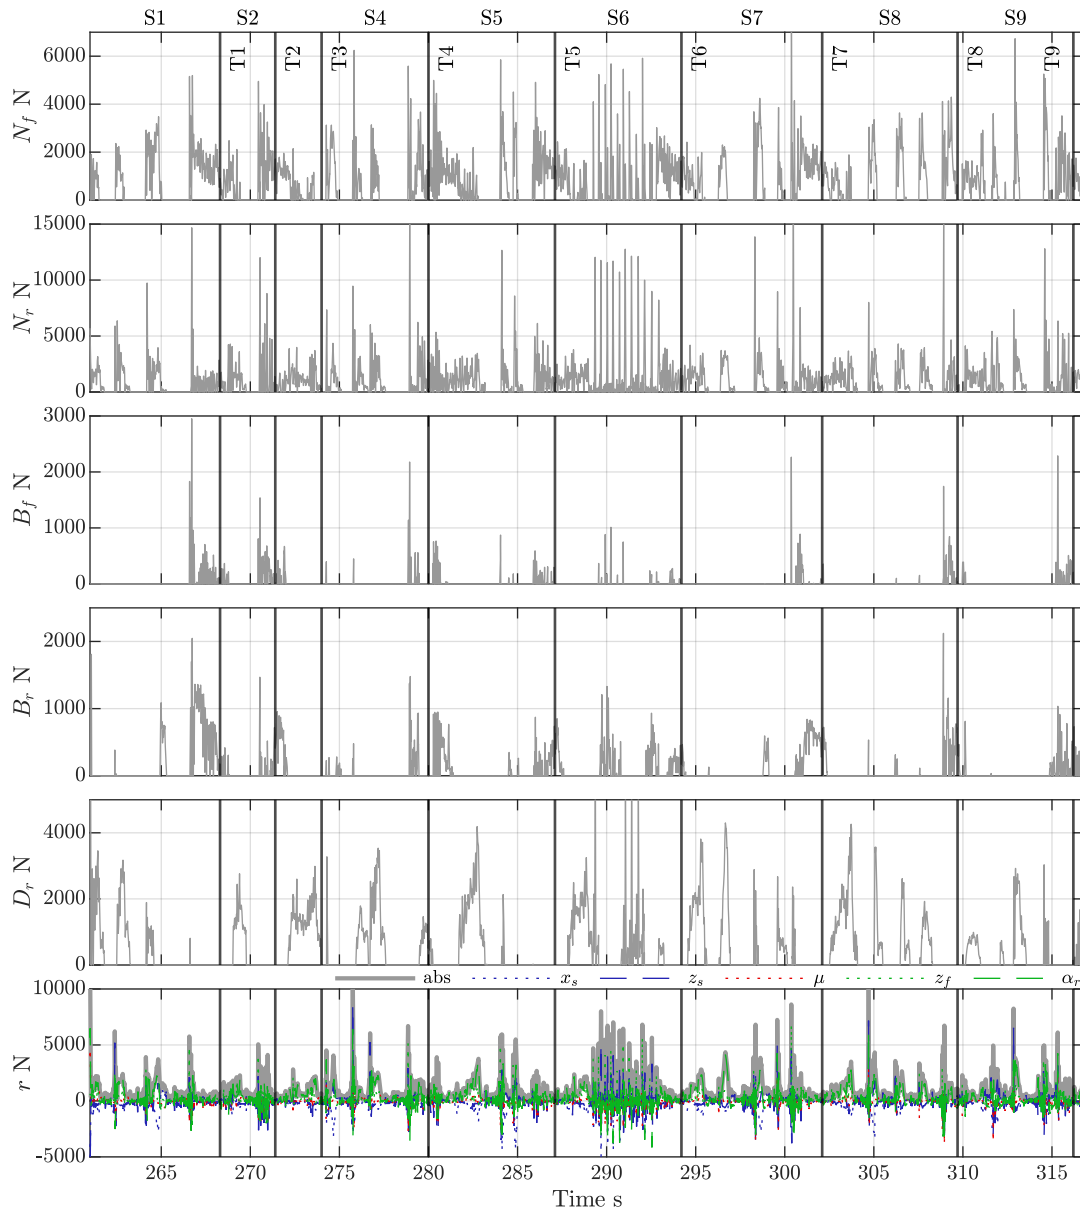 S1 S2 S4 S5 S6 S7 S8 S9
T1 T2 T3 T4 T5 T6 T7 T8 T9
N_f N
6000
4000
2000
0
N_r N
15000
10000
5000
0
B_f N
3000
2000
1000
0
B_r N
2000
1000
0
D_r N
4000
2000
0
abs x_s z_s μ z_f α_r
r N
10000
5000
0
-5000
265 270 275 280 285 290 295 300 305 310 315
Time s